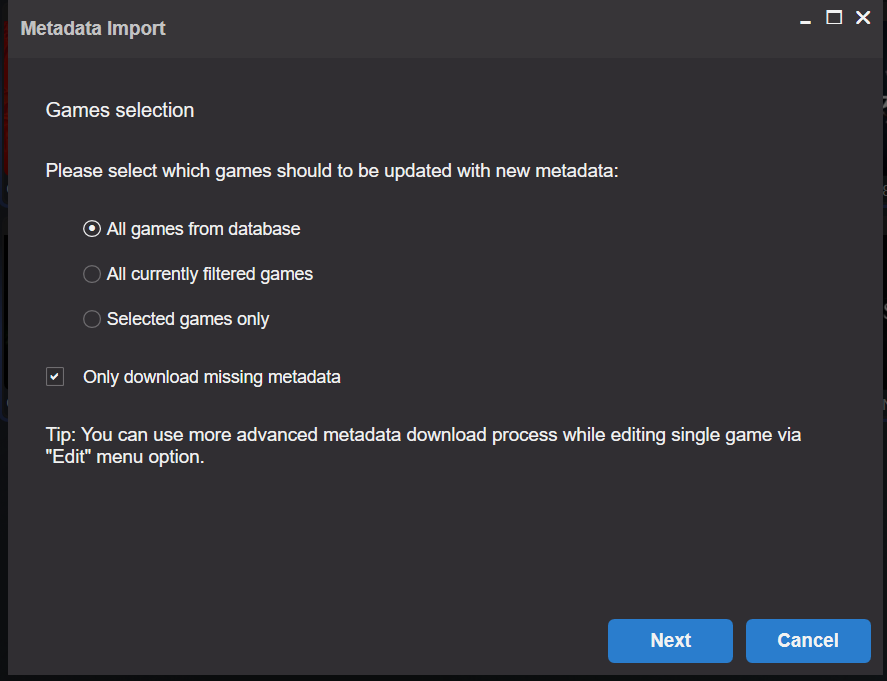 Metadata Import
Games selection
Please select which games should to be updated with new metadata:
All games from database
All currently filtered games
Selected games only
Only download missing metadata
Tip: You can use more advanced metadata download process while editing single game via
"Edit" menu option.
Next
Cancel